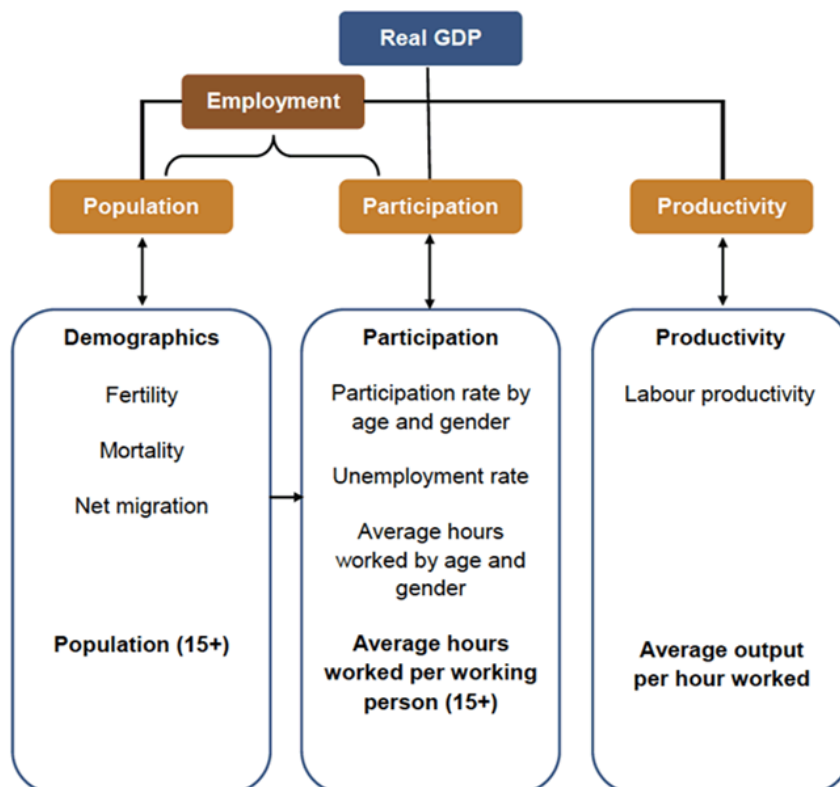 Real GDP
Employment
Population
Participation
Productivity
Demographics
Fertility
Mortality
Net migration
Population (15+)
Participation
Participation rate by
age and gender
Unemployment rate
Average hours
worked by age and
gender
Average hours
worked per working
person (15+)
Productivity
Labour productivity
Average output
per hour worked